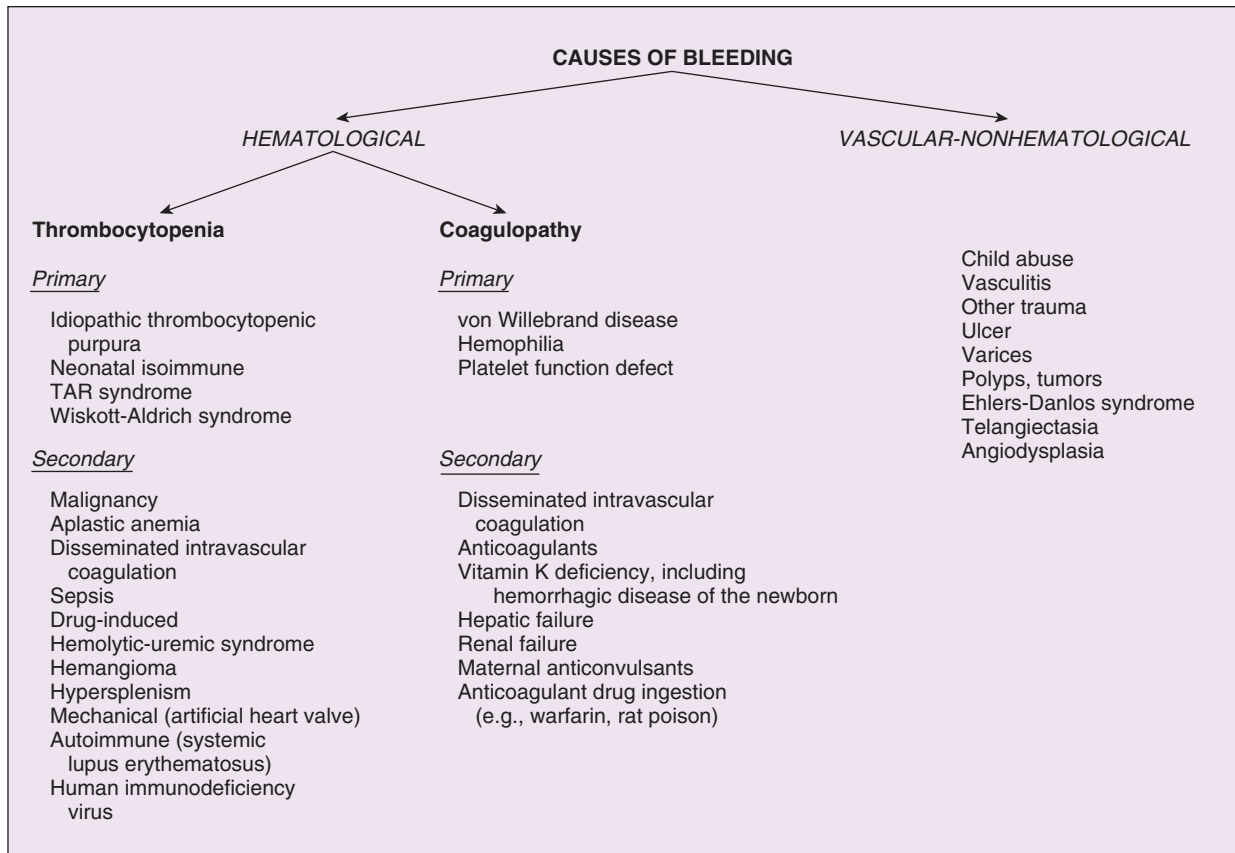 CAUSES OF BLEEDING
HEMATOLOGICAL
VASCULAR-NONHEMATOLOGICAL
Thrombocytopenia
Primary
Idiopathic thrombocytopenic
purpura
Neonatal isoimmune
TAR syndrome
Wiskott-Aldrich syndrome
Secondary
Malignancy
Aplastic anemia
Disseminated intravascular
coagulation
Sepsis
Drug-induced
Hemolytic-uremic syndrome
Hemangioma
Hypersplenism
Mechanical (artificial heart valve)
Autoimmune (systemic
lupus erythematosus)
Human immunodeficiency
virus
Coagulopathy
Primary
von Willebrand disease
Hemophilia
Platelet function defect
Secondary
Disseminated intravascular
coagulation
Anticoagulants
Vitamin K deficiency, including
hemorrhagic disease of the newborn
Hepatic failure
Renal failure
Maternal anticonvulsants
Anticoagulant drug ingestion
(e.g., warfarin, rat poison)
Child abuse
Vasculitis
Other trauma
Ulcer
Varices
Polyps, tumors
Ehlers-Danlos syndrome
Telangiectasia
Angiodysplasia